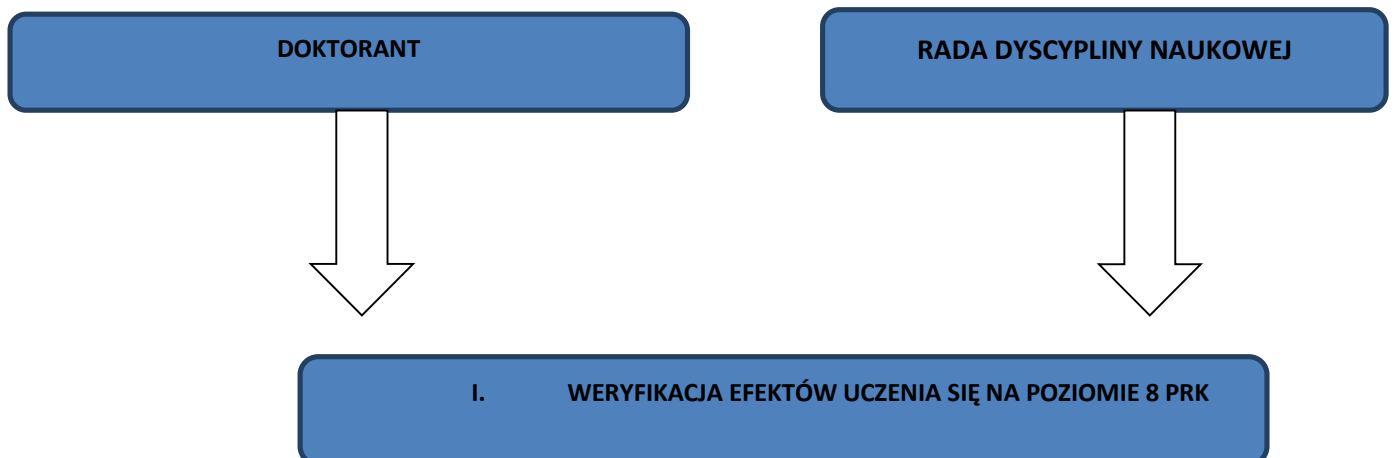 DOKTORANT
RADA DYSCYPLINY NAUKOWEJ
I. WERYFIKACJA EFEKTÓW UCZENIA SIĘ NA POZIOMIE 8 PRK